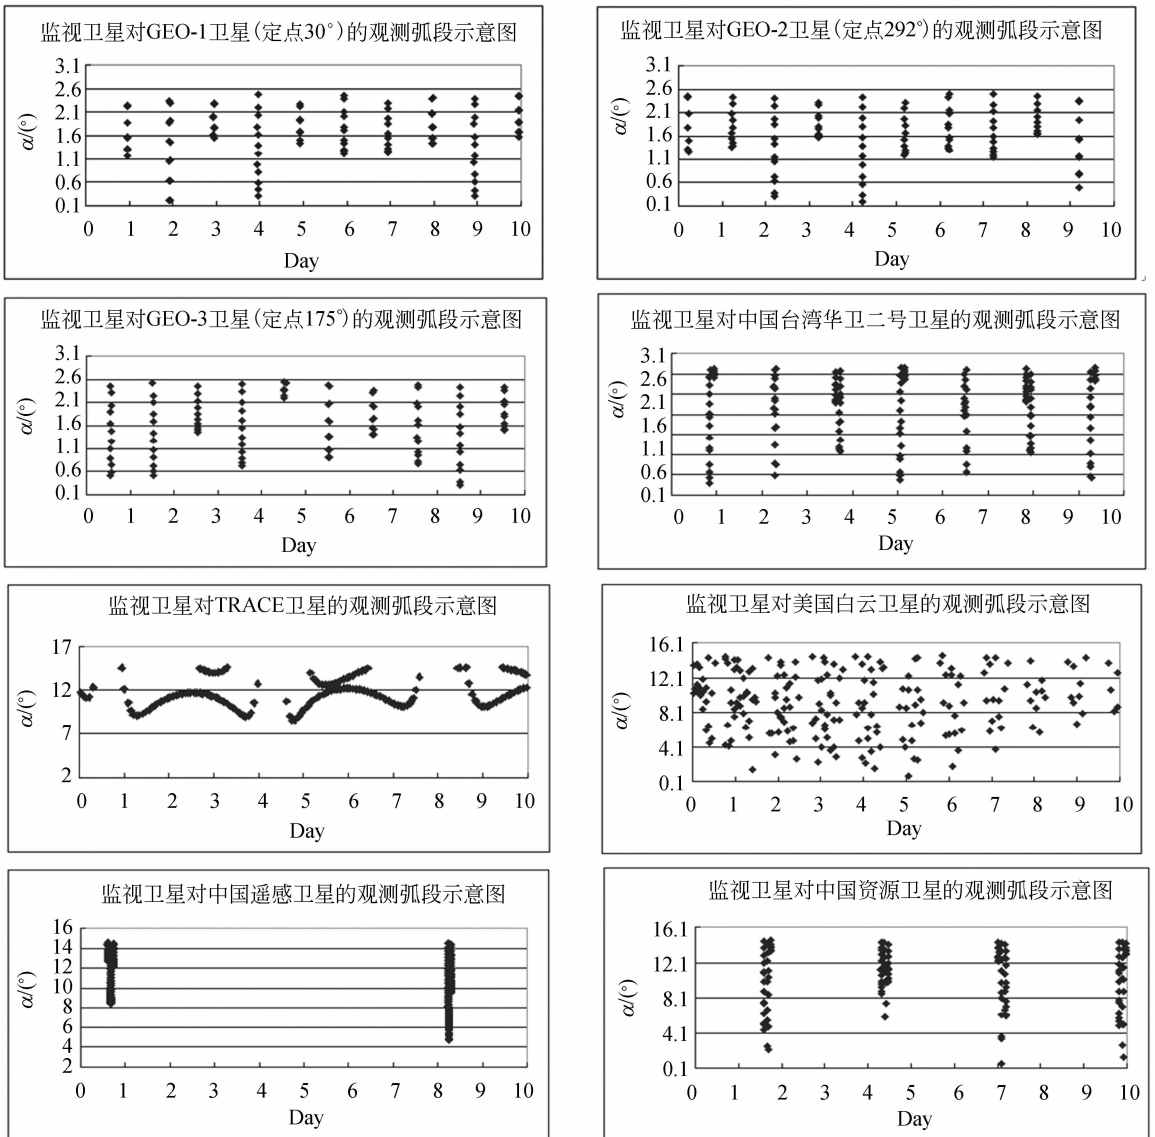 监视卫星对GEO-1卫星(定点30°)的观测弧段示意图
3.1
2.6
2.1
1.6
1.1
0.6
0.1
α/(°)
0 1 2 3 4 5 6 7 8 9 10
Day
监视卫星对GEO-2卫星(定点292°)的观测弧段示意图
3.1
2.6
2.1
1.6
1.1
0.6
0.1
α/(°)
0 1 2 3 4 5 6 7 8 9 10
Day
监视卫星对GEO-3卫星(定点175°)的观测弧段示意图
3.1
2.6
2.1
1.6
1.1
0.6
0.1
α/(°)
0 1 2 3 4 5 6 7 8 9 10
Day
监视卫星对中国台湾华卫二号卫星的观测弧段示意图
3.1
2.6
2.1
1.6
1.1
0.6
0.1
α/(°)
0 1 2 3 4 5 6 7 8 9 10
Day
监视卫星对TRACE卫星的观测弧段示意图
17
12
7
2
α/(°)
0 1 2 3 4 5 6 7 8 9 10
Day
监视卫星对美国白云卫星的观测弧段示意图
16.1
12.1
8.1
4.1
0.1
α/(°)
0 1 2 3 4 5 6 7 8 9 10
Day
监视卫星对中国遥感卫星的观测弧段示意图
16
14
12
10
8
6
4
2
α/(°)
0 1 2 3 4 5 6 7 8 9 10
Day
监视卫星对中国资源卫星的观测弧段示意图
16.1
12.1
8.1
4.1
0.1
α/(°)
0 1 2 3 4 5 6 7 8 9 10
Day